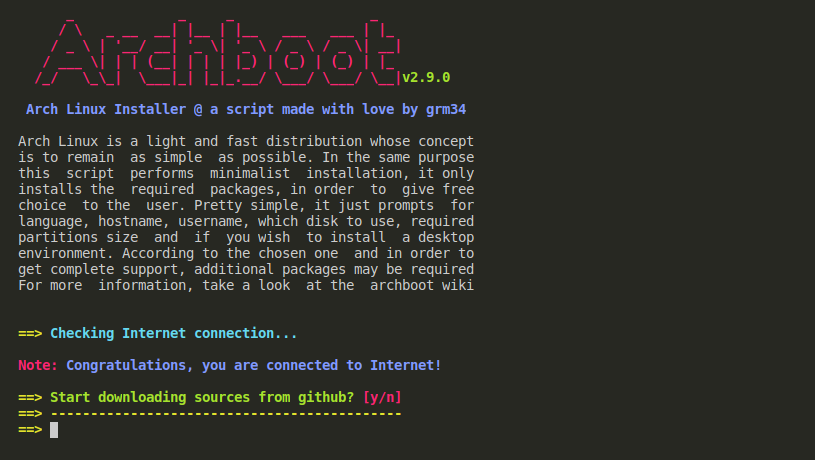 Archboot v2.9.0
Arch Linux Installer @ a script made with love by grm34
Arch Linux is a light and fast distribution whose concept
is to remain  as simple  as possible. In the same purpose
this  script  performs  minimalist  installation, it only
installs the  required  packages, in order  to  give free
choice  to the  user. Pretty simple, it just prompts  for
language, hostname, username, which disk to use, required
partitions size  and  if  you wish  to install  a desktop
environment. According to the chosen one  and in order to
get complete support, additional packages may be required
For more  information, take a look  at the  archboot wiki
==> Checking Internet connection...
Note: Congratulations, you are connected to Internet!
==> Start downloading sources from github? [y/n]
==> --------------------------------------------
==>